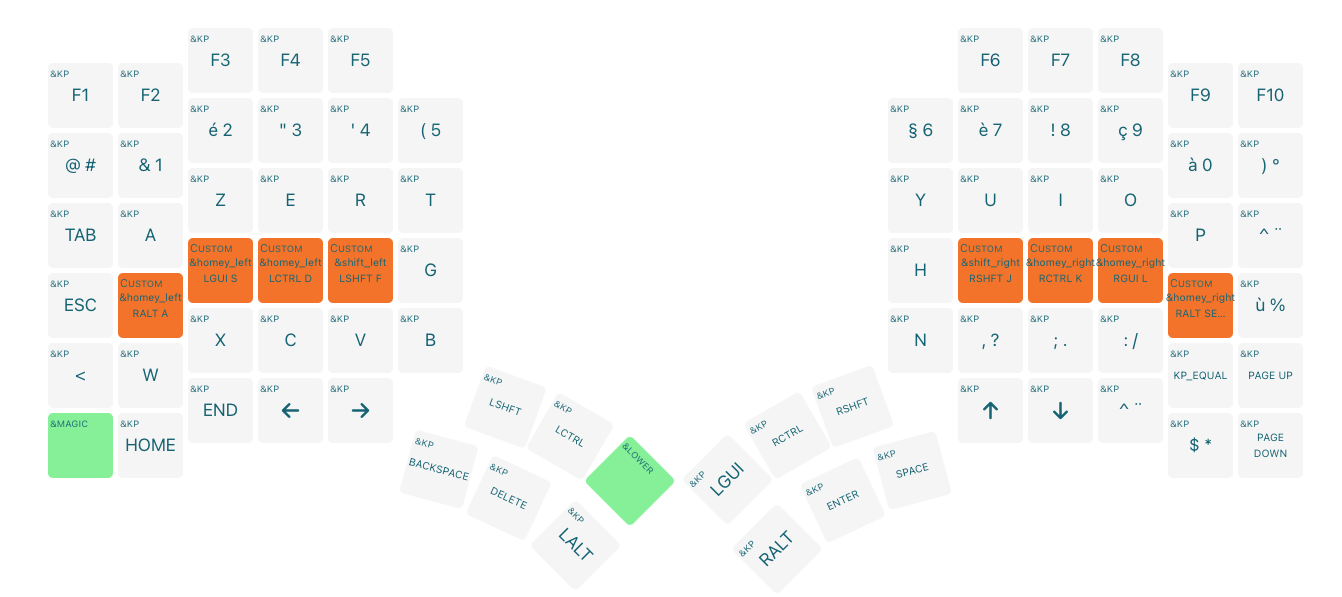 &KP
F3
&KP
F4
&KP
F5
&KP
F6
&KP
F7
&KP
F8
&KP
F1
&KP
F2
&KP
F9
&KP
F10
&KP
é 2
&KP
" 3
&KP
' 4
&KP
( 5
&KP
§ 6
&KP
è 7
&KP
! 8
&KP
ç 9
&KP
@ #
&KP
& 1
&KP
à 0
&KP
) °
&KP
Z
&KP
E
&KP
R
&KP
T
&KP
Y
&KP
U
&KP
I
&KP
O
&KP
TAB
&KP
A
&KP
P
&KP
^ ¨
CUSTOM
&homey_left
LGUI S
CUSTOM
&homey_left
LCTRL D
CUSTOM
&shift_left
LSHFT F
&KP
G
&KP
H
CUSTOM
&shift_right
RSHFT J
CUSTOM
&homey_right
RCTRL K
CUSTOM
&homey_right
RGUI L
&KP
ESC
CUSTOM
&homey_left
RALT A
CUSTOM
&homey_right
RALT SE...
&KP
ù %
&KP
X
&KP
C
&KP
V
&KP
B
&KP
N
&KP
, ?
&KP
; .
&KP
: /
&KP
<
&KP
W
&KP
KP_EQUAL
&KP
PAGE UP
&KP
END
&KP
←
&KP
→
&KP
↑
&KP
↓
&KP
^ ¨
&MAGIC
&KP
HOME
&KP
$ *
&KP
PAGE
DOWN
&KP
LSHFT
&KP
LCTRL
&LOWER
&KP
LGUI
&KP
RCTRL
&KP
RSHFT
&KP
BACKSPACE
&KP
DELETE
&KP
LALT
&KP
RALT
&KP
ENTER
&KP
SPACE